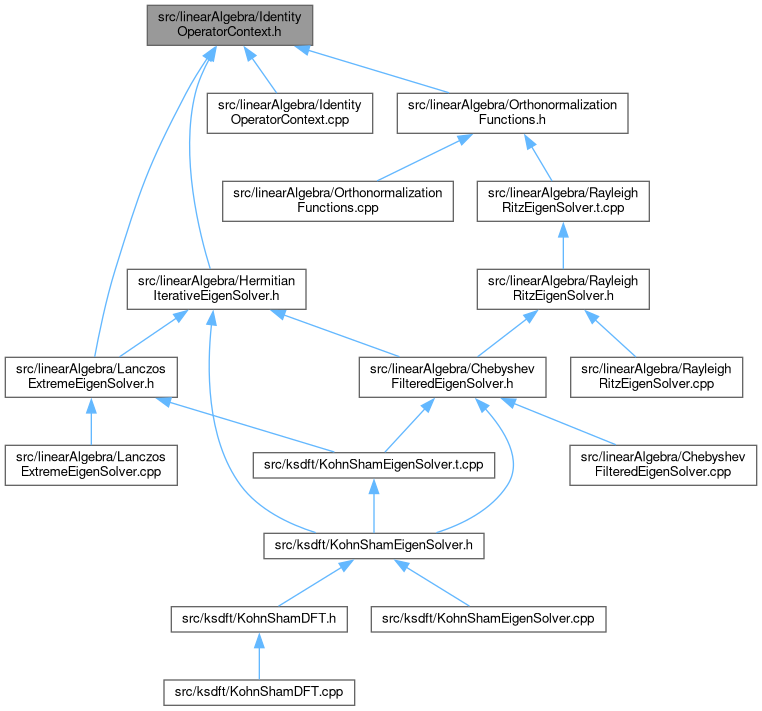 src/linearAlgebra/Identity
OperatorContext.h
src/linearAlgebra/Identity
OperatorContext.cpp
src/linearAlgebra/Orthonormalization
Functions.h
src/linearAlgebra/Orthonormalization
Functions.cpp
src/linearAlgebra/Rayleigh
RitzEigenSolver.t.cpp
src/linearAlgebra/Hermitian
IterativeEigenSolver.h
src/linearAlgebra/Rayleigh
RitzEigenSolver.h
src/linearAlgebra/Lanczos
ExtremeEigenSolver.h
src/linearAlgebra/Chebyshev
FilteredEigenSolver.h
src/linearAlgebra/Rayleigh
RitzEigenSolver.cpp
src/linearAlgebra/Lanczos
ExtremeEigenSolver.cpp
src/ksdft/KohnShamEigenSolver.t.cpp
src/linearAlgebra/Chebyshev
FilteredEigenSolver.cpp
src/ksdft/KohnShamEigenSolver.h
src/ksdft/KohnShamDFT.h
src/ksdft/KohnShamEigenSolver.cpp
src/ksdft/KohnShamDFT.cpp